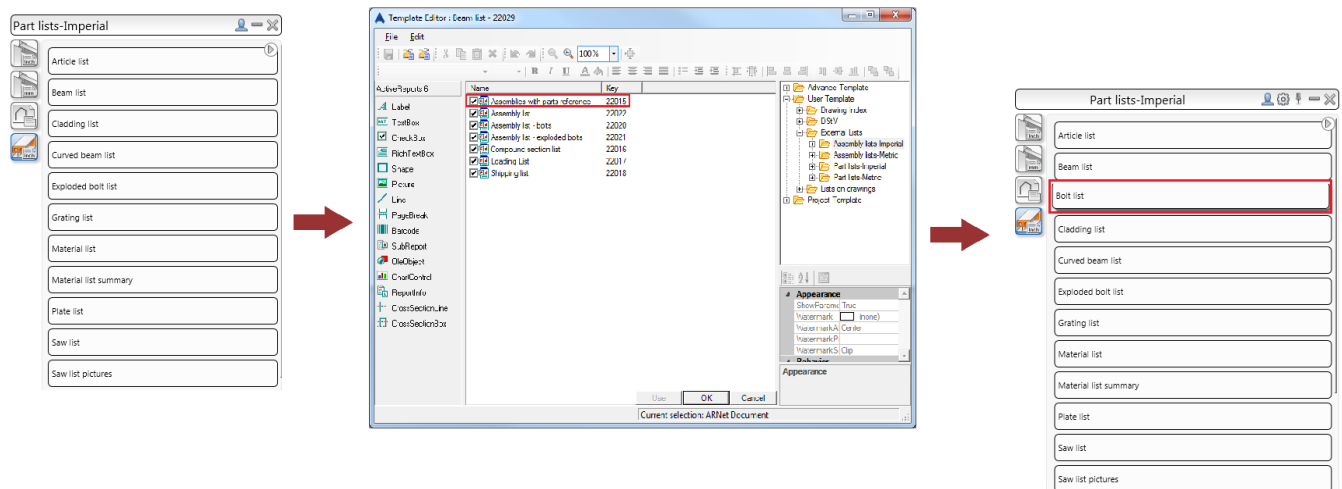 Part lists-Imperial
Article list
Beam list
Cladding list
Curved beam list
Exploded bolt list
Grating list
Material list
Material list summary
Plate list
Saw list
Saw list pictures
Template Editor : Beam list - 22029
File Edit
100%
B I U A
ActiveReports 6
Label
TextBox
CheckBox
RichTextBox
Shape
Picture
Line
PageBreak
Barcode
SubReport
OleObject
ChartControl
ReportInfo
CrossSectionLine
CrossSectionBox
Name Key
Assemblies with parts reference 22015
Assembly list 22022
Assembly list - bolts 22020
Assembly list - exploded bolts 22021
Compound section list 22016
Loading List 22017
Shipping list 22018
Advance Template
User Template
Drawing Index
DStV
External Lists
Assembly lists-Imperial
Assembly lists-Metric
Part lists-Imperial
Part lists-Metric
Lists on drawings
Project Template
Appearance
ShowParame True
Watermark (none)
WatermarkA Center
WatermarkP
WatermarkS Clip
Behavior
Appearance
Use OK Cancel
Current selection: ARNet Document
Part lists-Imperial
Article list
Beam list
Bolt list
Cladding list
Curved beam list
Exploded bolt list
Grating list
Material list
Material list summary
Plate list
Saw list
Saw list pictures